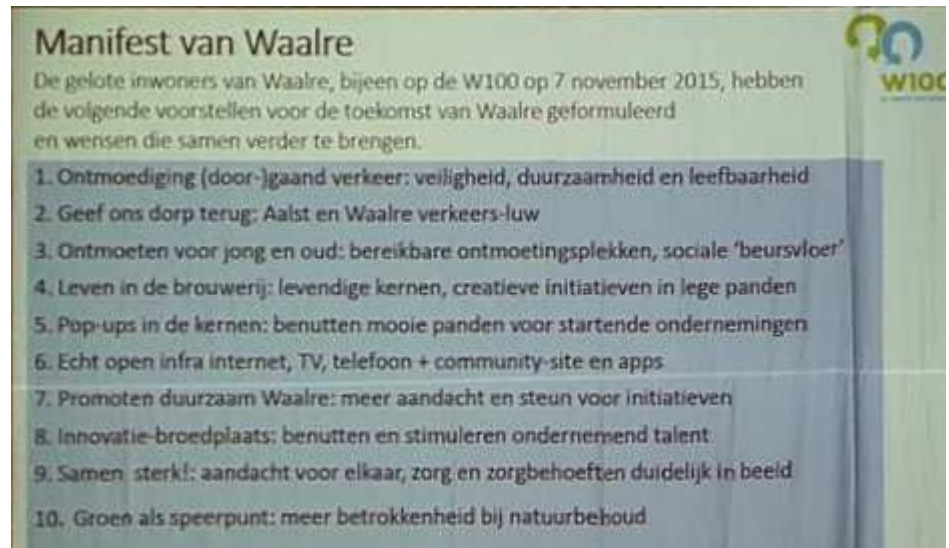 Manifest van Waalre
De gelote inwoners van Waalre, bijeen op de W100 op 7 november 2015, hebben
de volgende voorstellen voor de toekomst van Waalre geformuleerd
en wensen die samen verder te brengen.
W100
1. Ontmoediging (door-)gaand verkeer: veiligheid, duurzaamheid en leefbaarheid
2. Geef ons dorp terug: Aalst en Waalre verkeers-luw
3. Ontmoeten voor jong en oud: bereikbare ontmoetingsplekken, sociale ‘beursvloer’
4. Leven in de brouwerij: levendige kernen, creatieve initiatieven in lege panden
5. Pop-ups in de kernen: benutten mooie panden voor startende ondernemingen
6. Echt open infra internet, TV, telefoon + community-site en apps
7. Promoten duurzaam Waalre: meer aandacht en steun voor initiatieven
8. Innovatie-broedplaats: benutten en stimuleren ondernemend talent
9. Samen sterk!: aandacht voor elkaar, zorg en zorgbehoeften duidelijk in beeld
10. Groen als speerpunt: meer betrokkenheid bij natuurbehoud